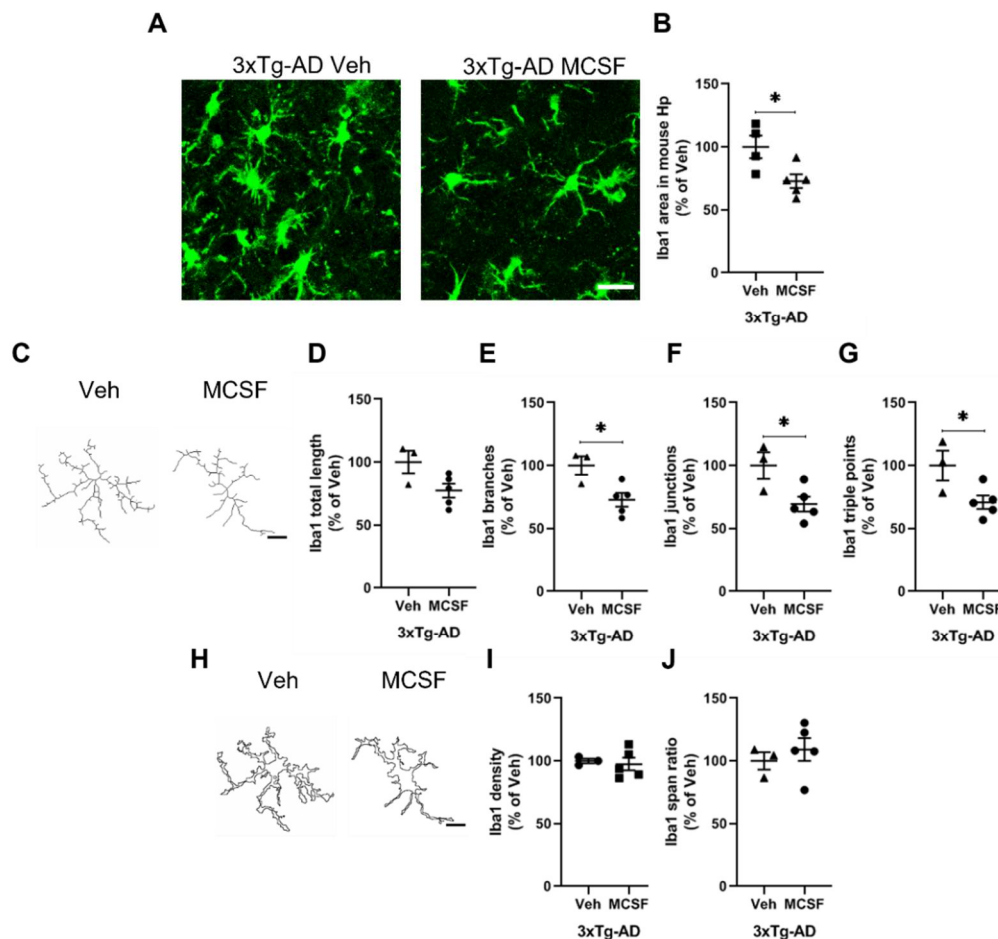 A
3xTg-AD Veh
3xTg-AD MCSF
B
Iba1 area in mouse Hp
(% of Veh)
150
100
50
0
*
Veh MCSF
3xTg-AD
C
Veh
MCSF
D
Iba1 total length
(% of Veh)
150
100
50
0
Veh MCSF
3xTg-AD
E
Iba1 branches
(% of Veh)
150
100
50
0
*
Veh MCSF
3xTg-AD
F
Iba1 junctions
(% of Veh)
150
100
50
0
*
Veh MCSF
3xTg-AD
G
Iba1 triple points
(% of Veh)
150
100
50
0
*
Veh MCSF
3xTg-AD
H
Veh
MCSF
I
Iba1 density
(% of Veh)
150
100
50
0
Veh MCSF
3xTg-AD
J
Iba1 span ratio
(% of Veh)
150
100
50
0
Veh MCSF
3xTg-AD